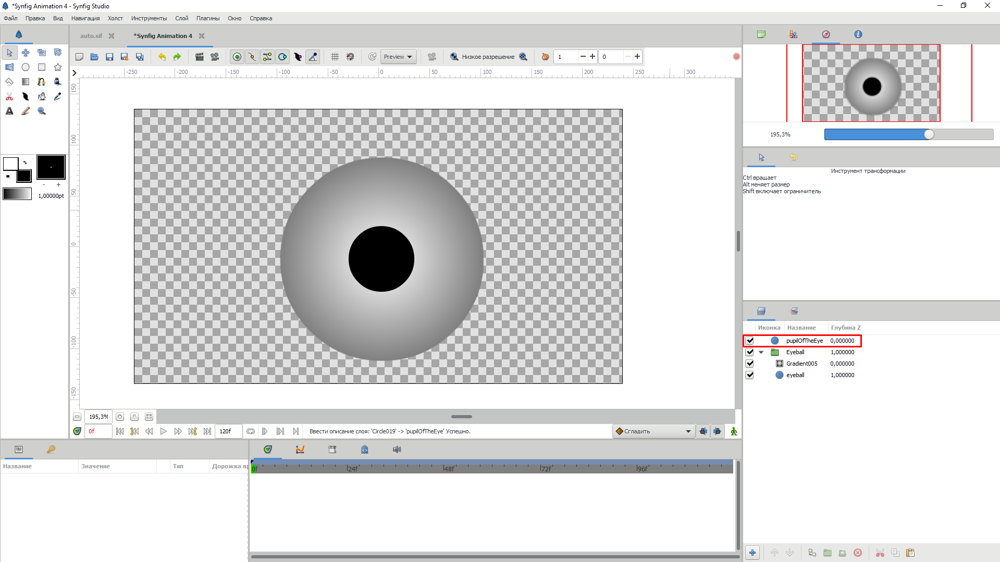 *Synfig Animation 4 - Synfig Studio
Файл Правка Вид Навигация Холст Инструменты Слой Плагины Окно Справка
auto.sif *Synfig Animation 4
Preview Низкое разрешение 1 0
-250 -200 -150 -100 -50 0 50 100 150 200 250 300
150
100
50
0
-50
-100
-150
- +
1,00000pt
195,3%
Инструмент трансформации
Ctrl вращает
Alt меняет размер
Shift включает ограничитель
Иконка Название Глубина Z
pupilOfTheEye 0,000000
Eyeball 1,000000
Gradient005 0,000000
eyeball 1,000000
195,3%
0f 120f Ввести описание слоя: 'Circle019' -> 'pupilOfTheEye' Успешно. Сгладить
Название Значение Тип Дорожка в
0f 24f 48f 72f 96f